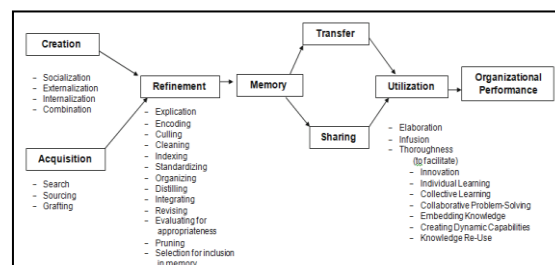 Creation
– Socialization
– Externalization
– Internalization
– Combination
Acquisition
– Search
– Sourcing
– Grafting
Refinement
– Explication
– Encoding
– Culling
– Cleaning
– Indexing
– Standardizing
– Organizing
– Distilling
– Integrating
– Revising
– Evaluating for
appropriateness
– Pruning
– Selection for inclusion
in memory
Memory
Transfer
Sharing
Utilization
– Elaboration
– Infusion
– Thoroughness
(to facilitate)
– Innovation
– Individual Learning
– Collective Learning
– Collaborative Problem-Solving
– Embedding Knowledge
– Creating Dynamic Capabilities
– Knowledge Re-Use
Organizational
Performance